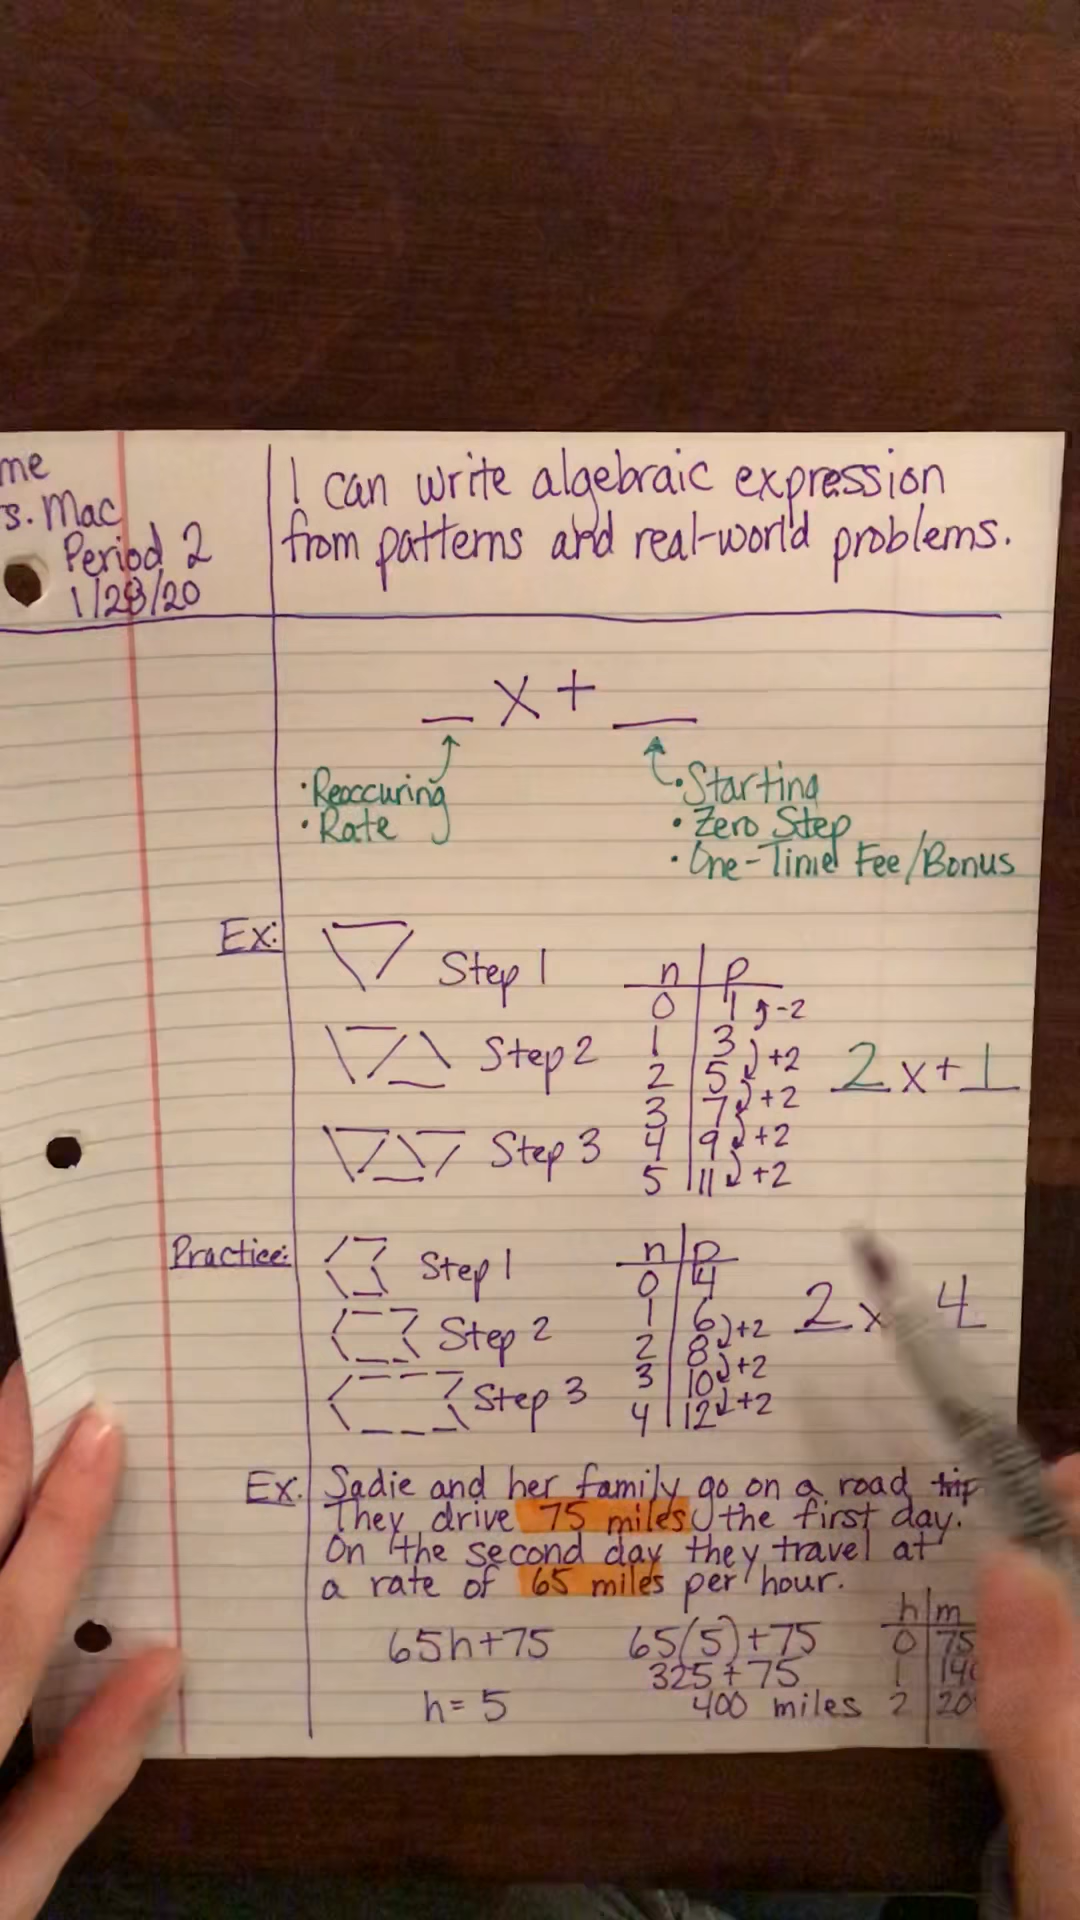 me
s. Mac
Period 2
1/28/20
I can write algebraic expression
from patterns and real-world problems.
_ x + _
• Reoccuring
• Rate
• Starting
• Zero Step
• One-Time Fee/Bonus
Ex:
Step 1
Step 2
Step 3
n | p
0 | 1 -2
1 | 3
2 | 5 +2
3 | 7 +2
4 | 9 +2
5 | 11 +2
2x+1
Practice:
Step 1
Step 2
Step 3
n | p
0 | 4
1 | 6
2 | 8 +2
3 | 10 +2
4 | 12 +2
2x 4
Ex: Sadie and her family go on a road trip
They drive 75 miles the first day.
On the second day they travel at
a rate of 65 miles per hour.
65h+75
h=5
65(5)+75
325+75
400 miles
h | m
0 | 75
1 | 14
2 | 20